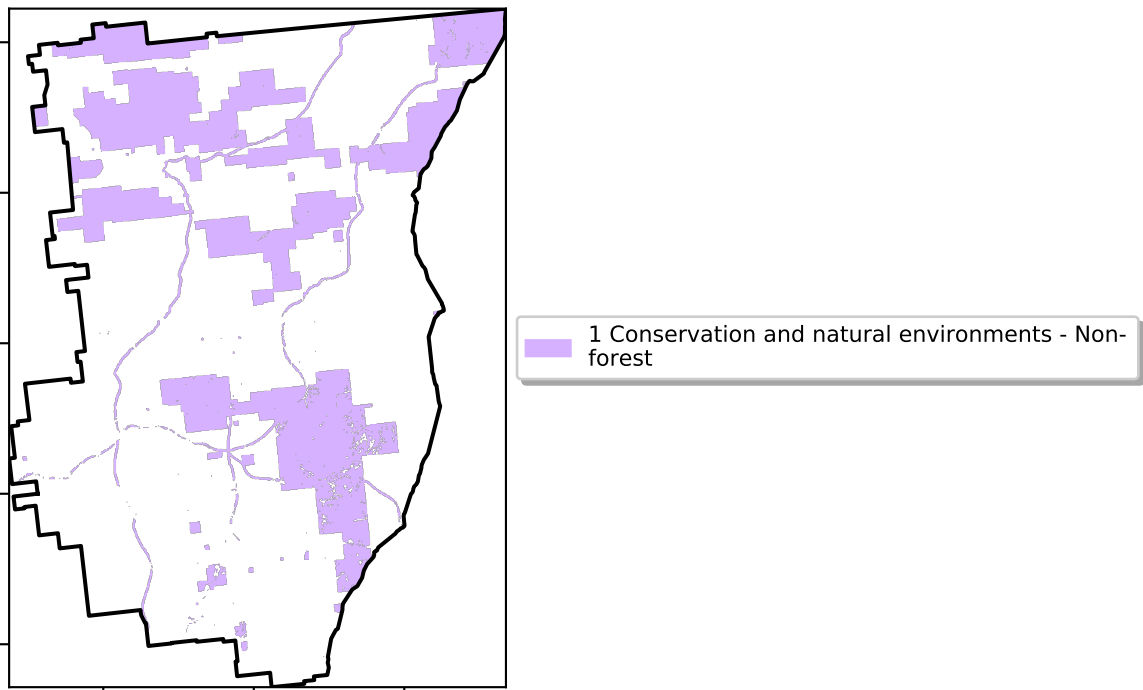 1 Conservation and natural environments - Non-
forest